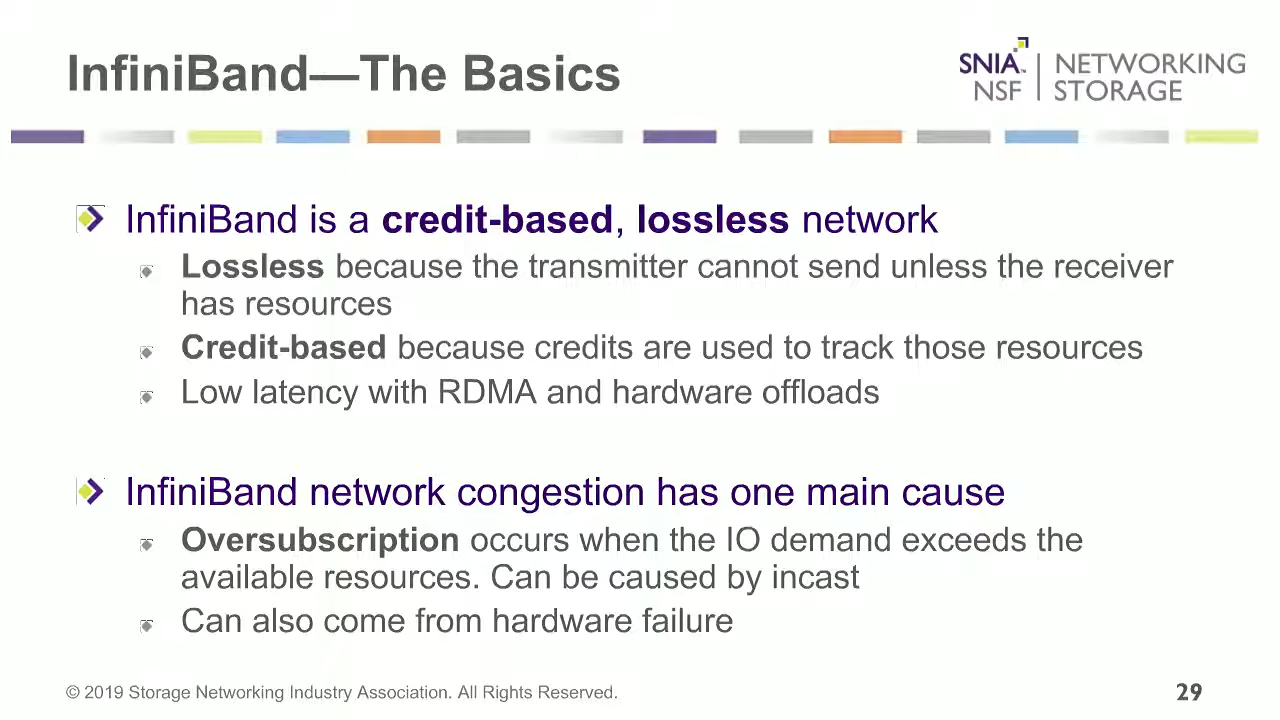 InfiniBand—The Basics
SNIA™ NSF | NETWORKING STORAGE
InfiniBand is a credit-based, lossless network
Lossless because the transmitter cannot send unless the receiver
has resources
Credit-based because credits are used to track those resources
Low latency with RDMA and hardware offloads
InfiniBand network congestion has one main cause
Oversubscription occurs when the IO demand exceeds the
available resources. Can be caused by incast
Can also come from hardware failure
© 2019 Storage Networking Industry Association. All Rights Reserved.
29